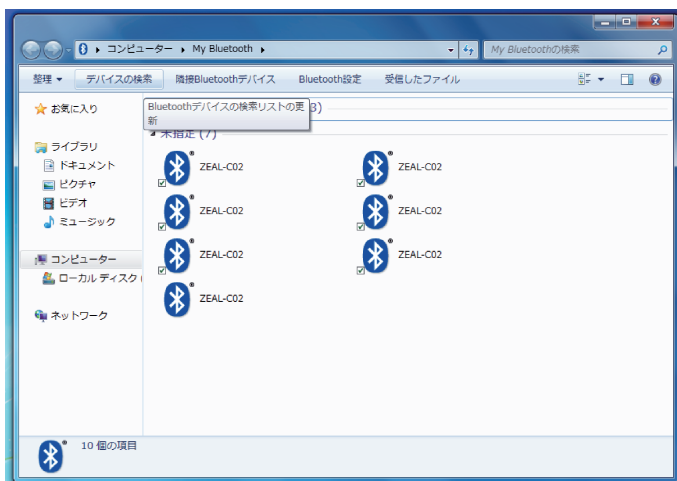 コンピューター ▸ My Bluetooth ▸
My Bluetoothの検索
整理 ▼ デバイスの検索 隣接Bluetoothデバイス Bluetooth設定 受信したファイル
お気に入り
Bluetoothデバイスの検索リストの更
新
3)
未指定 (7)
ライブラリ
ドキュメント
ピクチャ
ビデオ
ミュージック
コンピューター
ローカル ディスク (
ネットワーク
ZEAL-C02 ZEAL-C02
ZEAL-C02 ZEAL-C02
ZEAL-C02 ZEAL-C02
ZEAL-C02
10 個の項目